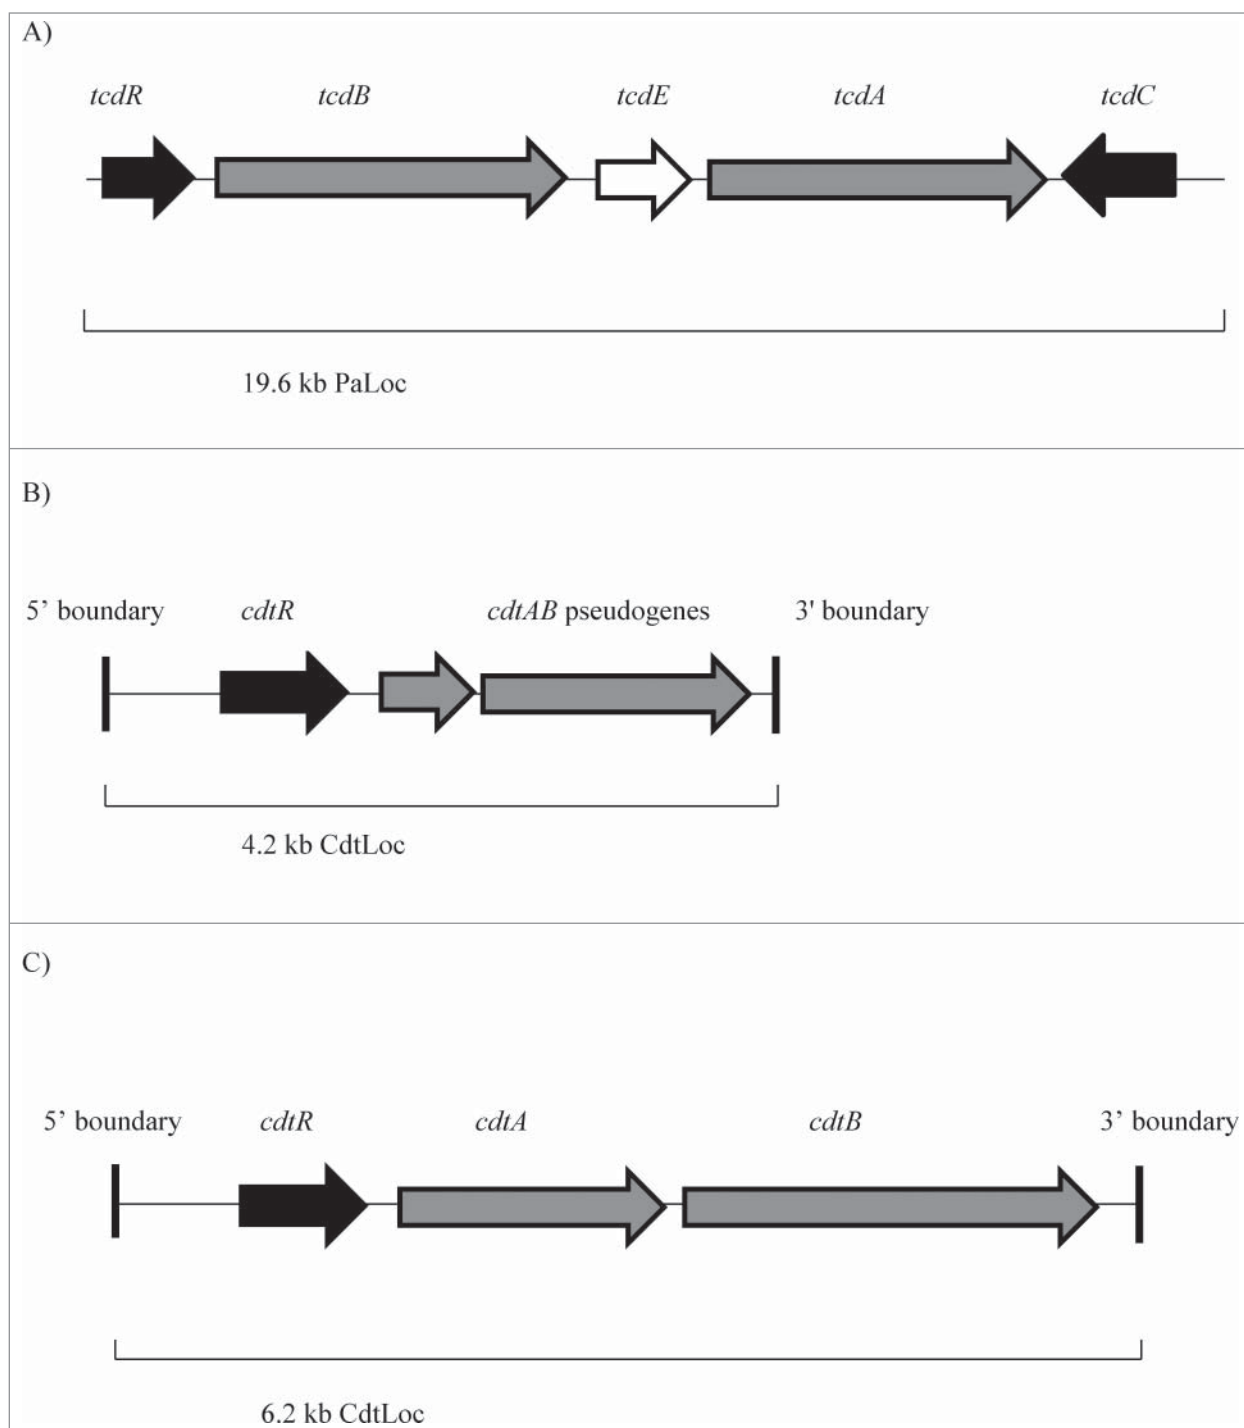 A)
tcdR tcdB tcdE tcdA tcdC
19.6 kb PaLoc
B)
5’ boundary cdtR cdtAB pseudogenes 3' boundary
4.2 kb CdtLoc
C)
5’ boundary cdtR cdtA cdtB 3’ boundary
6.2 kb CdtLoc